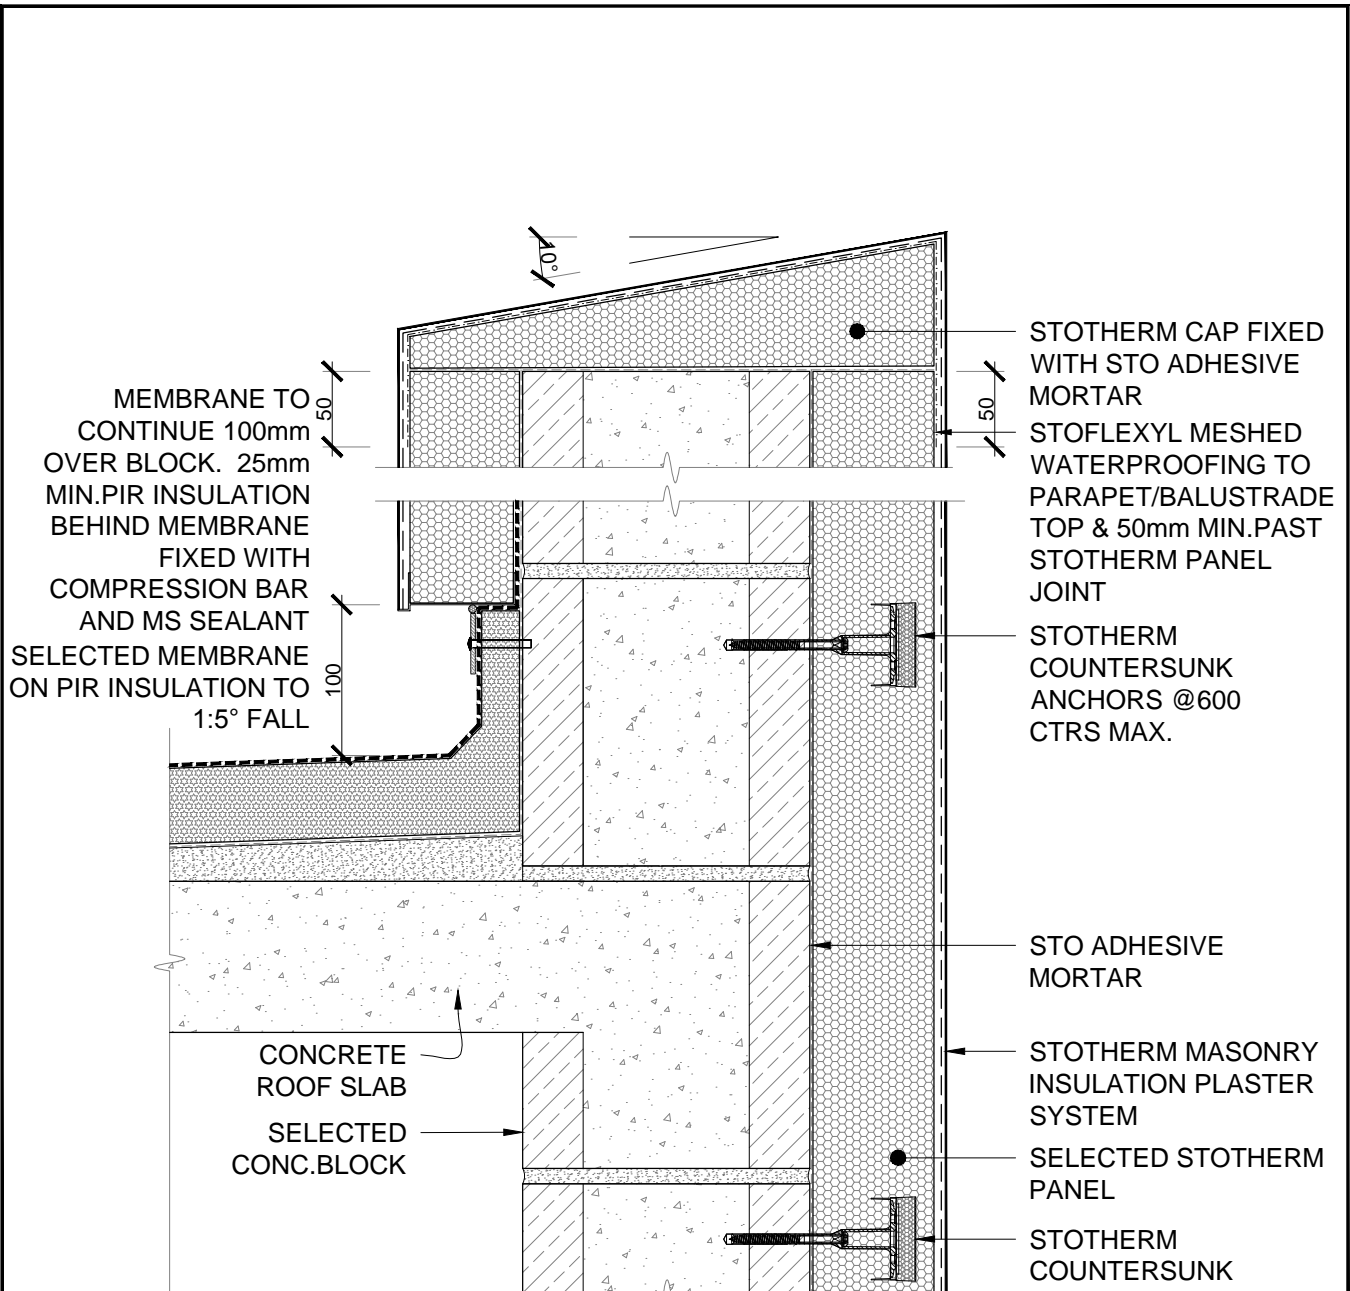 10°
STOTHERM CAP FIXED
WITH STO ADHESIVE
MORTAR
50
50
MEMBRANE TO
CONTINUE 100mm
OVER BLOCK. 25mm
MIN.PIR INSULATION
BEHIND MEMBRANE
FIXED WITH
COMPRESSION BAR
AND MS SEALANT
SELECTED MEMBRANE
ON PIR INSULATION TO
1:5° FALL
100
STOFLEXYL MESHED
WATERPROOFING TO
PARAPET/BALUSTRADE
TOP & 50mm MIN.PAST
STOTHERM PANEL
JOINT
STOTHERM
COUNTERSUNK
ANCHORS @600
CTRS MAX.
STO ADHESIVE
MORTAR
CONCRETE
ROOF SLAB
SELECTED
CONC.BLOCK
STOTHERM MASONRY
INSULATION PLASTER
SYSTEM
SELECTED STOTHERM
PANEL
STOTHERM
COUNTERSUNK